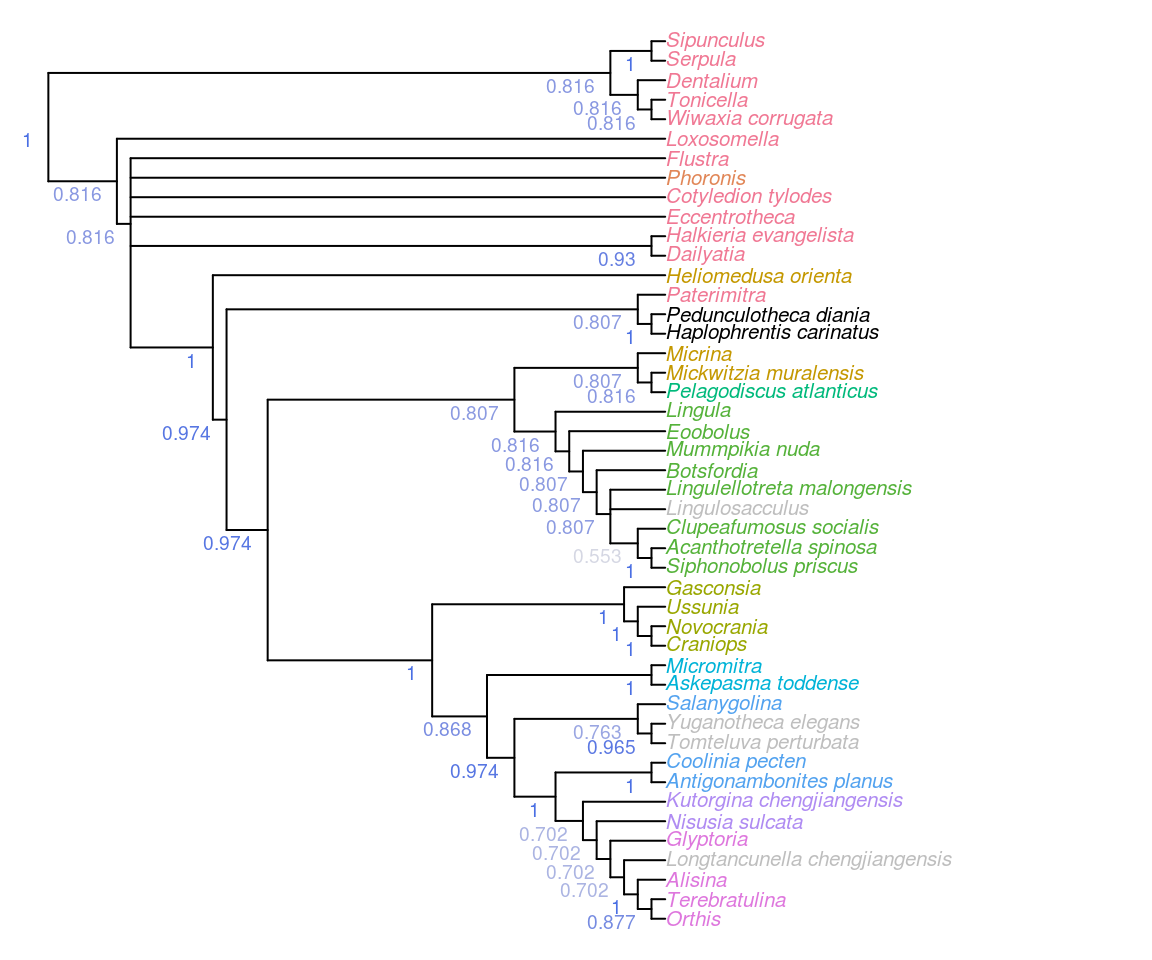 Sipunculus
Serpula
1
Dentalium
0.816
Tonicella
0.816
Wiwaxia corrugata
0.816
1
Loxosomella
Flustra
Phoronis
0.816
Cotyledion tylodes
Eccentrotheca
0.816
Halkieria evangelista
Dailyatia
0.93
Heliomedusa orienta
Paterimitra
Pedunculotheca diania
0.807
Haplophrentis carinatus
1
Micrina
1
Mickwitzia muralensis
0.807
Pelagodiscus atlanticus
0.816
Lingula
0.807
Eoobolus
0.974
Mummpikia nuda
0.816
Botsfordia
0.816
Lingulellotreta malongensis
0.807
Lingulosacculus
0.807
Clupeafumosus socialis
0.807
Acanthotretella spinosa
0.974
0.553
Siphonobolus priscus
1
Gasconsia
Ussunia
1
Novocrania
1
Craniops
1
Micromitra
1
Askepasma toddense
1
Salanygolina
Yuganotheca elegans
0.868
0.763
Tomteluva perturbata
0.965
Coolinia pecten
0.974
Antigonambonites planus
1
Kutorgina chengjiangensis
1
Nisusia sulcata
0.702
Glyptoria
0.702
Longtancunella chengjiangensis
0.702
Alisina
0.702
Terebratulina
1
Orthis
0.877